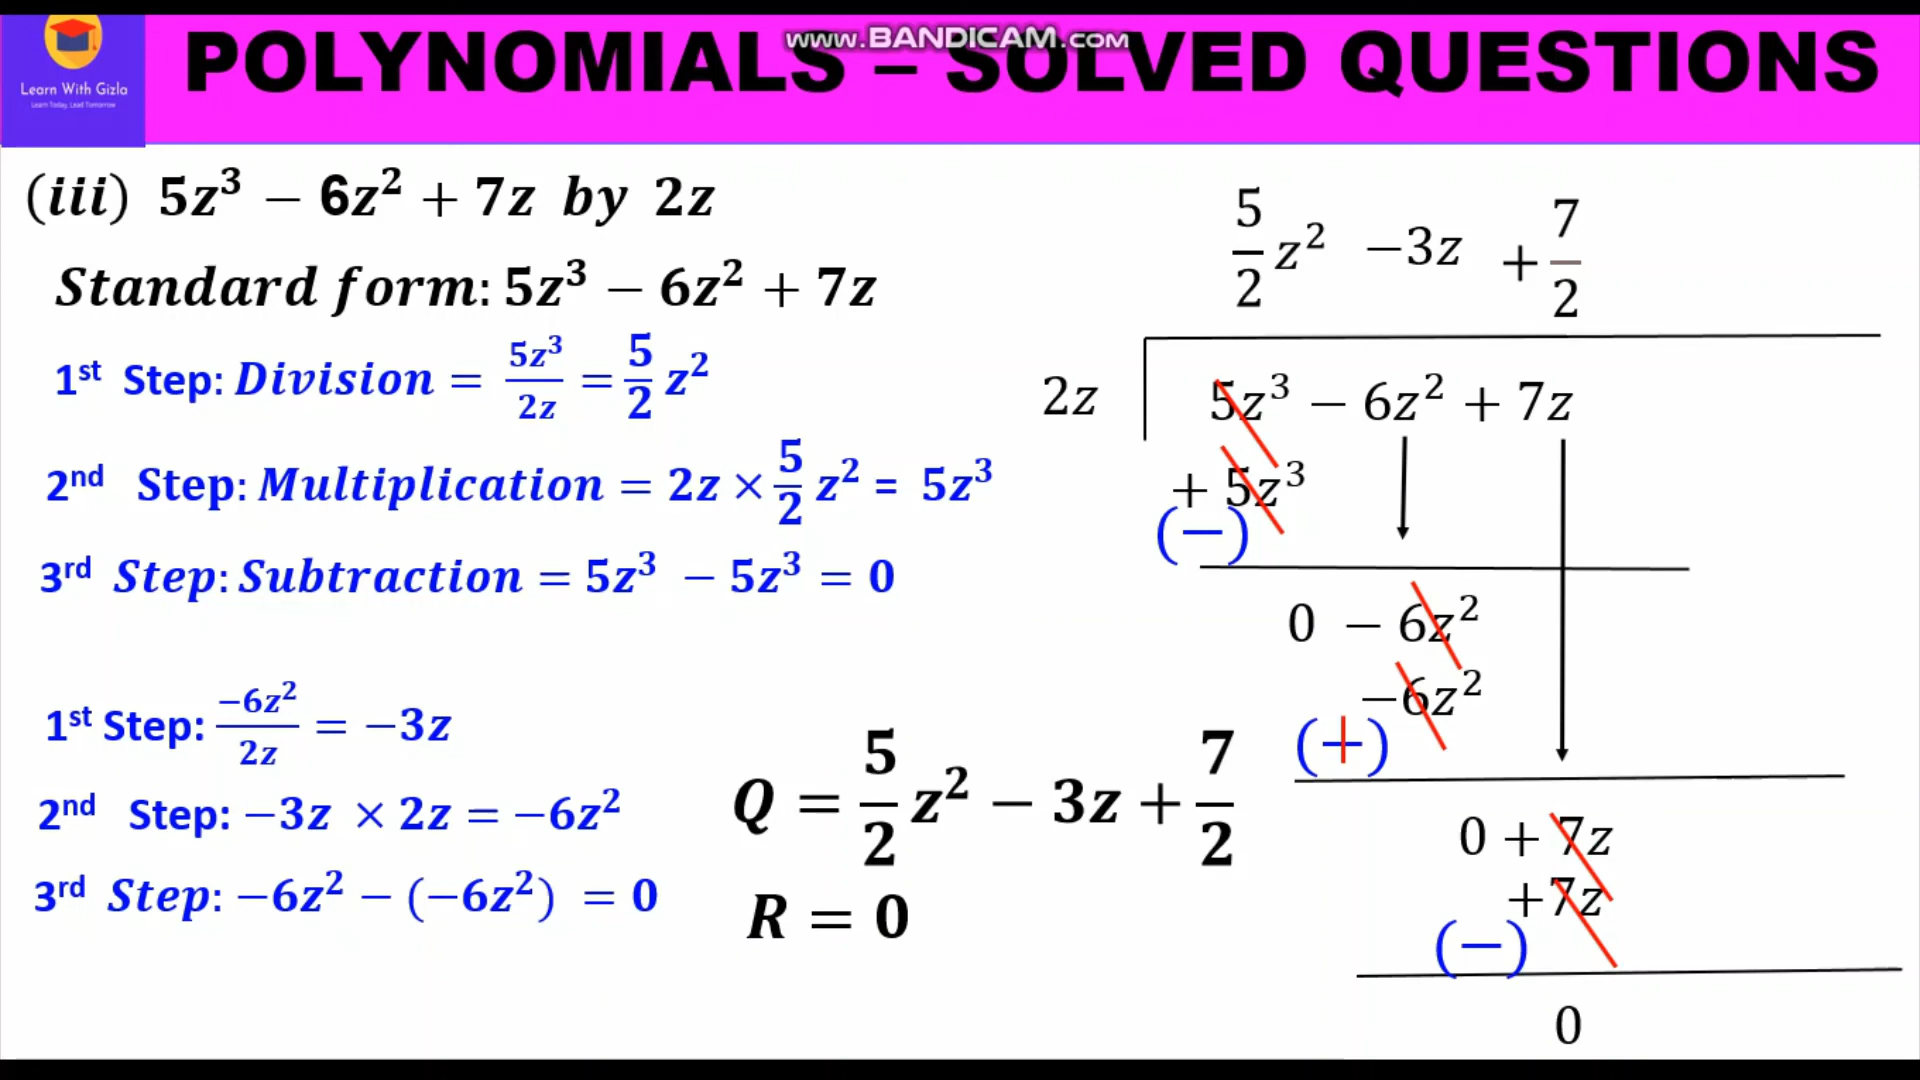 www.BANDICAM.com
POLYNOMIALS – SOLVED QUESTIONS
Learn With Gizla
Learn Today, Lead Tomorrow
(iii) 5z³ − 6z² + 7z by 2z
Standard form: 5z³ − 6z² + 7z
1st Step: Division = 5z³/2z = 5/2 z²
2nd Step: Multiplication = 2z × 5/2 z² = 5z³
3rd Step: Subtraction = 5z³ − 5z³ = 0
1st Step: −6z²/2z = −3z
2nd Step: −3z × 2z = −6z²
3rd Step: −6z² − (−6z²) = 0
Q = 5/2 z² − 3z + 7/2
R = 0
5/2 z² −3z + 7/2
2z 5z³ − 6z² + 7z
+ 5z³
(−)
0 − 6z²
−6z²
(+)
0 + 7z
+7z
(−)
0